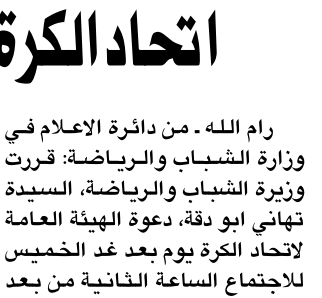 اتحاد الكرة
رام الله ـ من دائرة الاعلام في
وزارة الشباب والرياضة: قررت
وزيرة الشباب والرياضة، السيدة
تهاني ابو دقة، دعوة الهيئة العامة
لاتحاد الكرة يوم بعد غد الخميس
للاجتماع الساعة الثانية من بعد